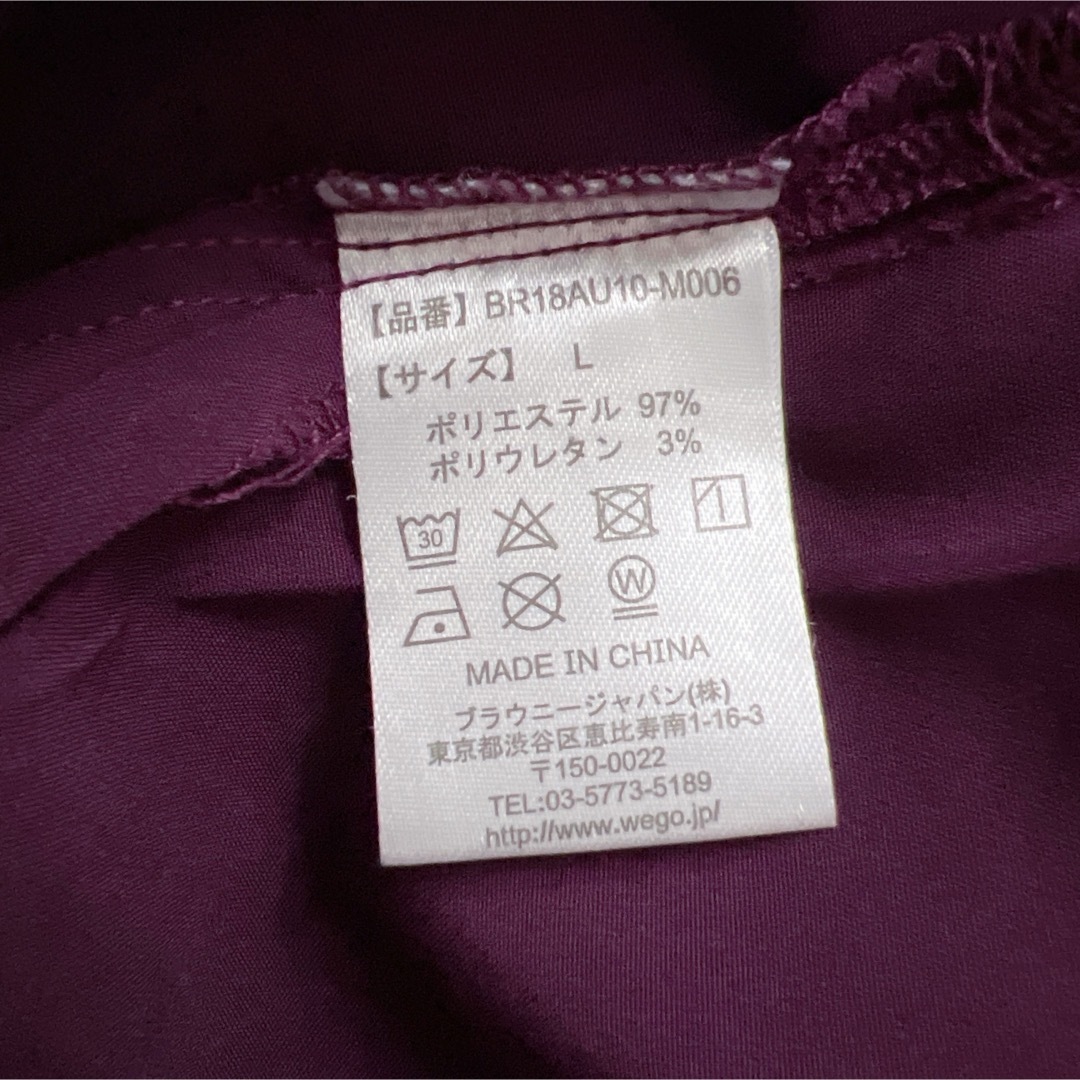 【品番】BR18AU10-M006
【サイズ】 L
ポリエステル 97%
ポリウレタン 3%
30
W
MADE IN CHINA
ブラウニージャパン(株)
東京都渋谷区恵比寿南1-16-3
〒150-0022
TEL:03-5773-5189
http://www.wego.jp/